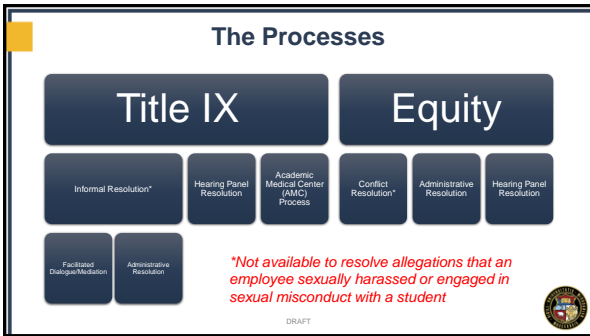 The Processes
Title IX
Equity
Informal Resolution*
Hearing Panel
Resolution
Academic
Medical Center
(AMC)
Process
Conflict
Resolution*
Administrative
Resolution
Hearing Panel
Resolution
Facilitated
Dialogue/Mediation
Administrative
Resolution
*Not available to resolve allegations that an
employee sexually harassed or engaged in
sexual misconduct with a student
DRAFT